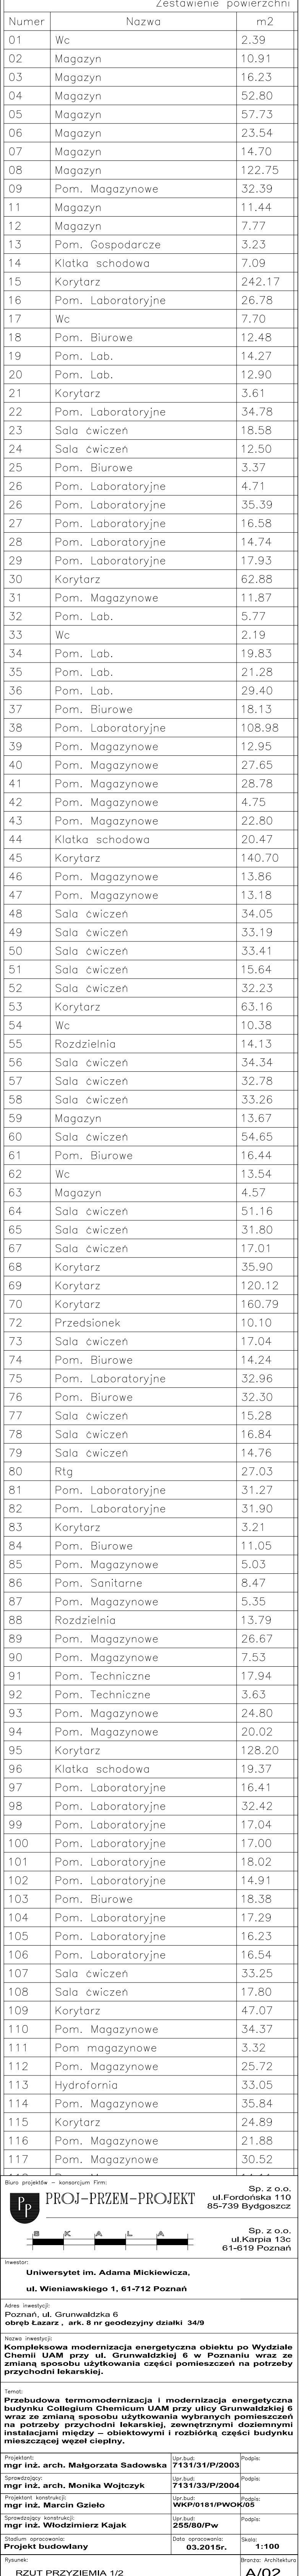 Zestawienie powierzchni
Numer Nazwa m2
01 Wc 2.39
02 Magazyn 10.91
03 Magazyn 16.23
04 Magazyn 52.80
05 Magazyn 57.73
06 Magazyn 23.54
07 Magazyn 14.70
08 Magazyn 122.75
09 Pom. Magazynowe 32.39
11 Magazyn 11.44
12 Magazyn 7.77
13 Pom. Gospodarcze 3.23
14 Klatka schodowa 7.09
15 Korytarz 242.17
16 Pom. Laboratoryjne 26.78
17 Wc 7.70
18 Pom. Biurowe 12.48
19 Pom. Lab. 14.27
20 Pom. Lab. 12.90
21 Korytarz 3.61
22 Pom. Laboratoryjne 34.78
23 Sala ćwiczeń 18.58
24 Sala ćwiczeń 12.50
25 Pom. Biurowe 3.37
26 Pom. Laboratoryjne 4.71
26 Pom. Laboratoryjne 35.39
27 Pom. Laboratoryjne 16.58
28 Pom. Laboratoryjne 14.74
29 Pom. Laboratoryjne 17.93
30 Korytarz 62.88
31 Pom. Magazynowe 11.87
32 Pom. Lab. 5.77
33 Wc 2.19
34 Pom. Lab. 19.83
35 Pom. Lab. 21.28
36 Pom. Lab. 29.40
37 Pom. Biurowe 18.13
38 Pom. Laboratoryjne 108.98
39 Pom. Magazynowe 12.95
40 Pom. Magazynowe 27.65
41 Pom. Magazynowe 28.78
42 Pom. Magazynowe 4.75
43 Pom. Magazynowe 22.80
44 Klatka schodowa 20.47
45 Korytarz 140.70
46 Pom. Magazynowe 13.86
47 Pom. Magazynowe 13.18
48 Sala ćwiczeń 34.05
49 Sala ćwiczeń 33.19
50 Sala ćwiczeń 33.41
51 Sala ćwiczeń 15.64
52 Sala ćwiczeń 32.23
53 Korytarz 63.16
54 Wc 10.38
55 Rozdzielnia 14.13
56 Sala ćwiczeń 34.34
57 Sala ćwiczeń 32.78
58 Sala ćwiczeń 33.26
59 Magazyn 13.67
60 Sala ćwiczeń 54.65
61 Pom. Biurowe 16.44
62 Wc 13.54
63 Magazyn 4.57
64 Sala ćwiczeń 51.16
65 Sala ćwiczeń 31.80
67 Sala ćwiczeń 17.01
68 Korytarz 35.90
69 Korytarz 120.12
70 Korytarz 160.79
72 Przedsionek 10.10
73 Sala ćwiczeń 17.04
74 Pom. Biurowe 14.24
75 Pom. Laboratoryjne 32.96
76 Pom. Biurowe 32.30
77 Sala ćwiczeń 15.28
78 Sala ćwiczeń 16.84
79 Sala ćwiczeń 14.76
80 Rtg 27.03
81 Pom. Laboratoryjne 31.27
82 Pom. Laboratoryjne 31.90
83 Korytarz 3.21
84 Pom. Biurowe 11.05
85 Pom. Magazynowe 5.03
86 Pom. Sanitarne 8.47
87 Pom. Magazynowe 5.35
88 Rozdzielnia 13.79
89 Pom. Magazynowe 26.67
90 Pom. Magazynowe 7.53
91 Pom. Techniczne 17.94
92 Pom. Techniczne 3.63
93 Pom. Magazynowe 24.80
94 Pom. Magazynowe 20.02
95 Korytarz 128.20
96 Klatka schodowa 19.37
97 Pom. Laboratoryjne 16.41
98 Pom. Laboratoryjne 32.42
99 Pom. Laboratoryjne 17.04
100 Pom. Laboratoryjne 17.00
101 Pom. Laboratoryjne 18.02
102 Pom. Laboratoryjne 14.91
103 Pom. Biurowe 18.38
104 Pom. Laboratoryjne 17.29
105 Pom. Laboratoryjne 16.23
106 Pom. Laboratoryjne 16.54
107 Sala ćwiczeń 33.25
108 Sala ćwiczeń 17.80
109 Korytarz 47.07
110 Pom. Magazynowe 34.37
111 Pom magazynowe 3.32
112 Pom. Magazynowe 25.72
113 Hydrofornia 33.05
114 Pom. Magazynowe 35.84
115 Korytarz 24.89
116 Pom. Magazynowe 21.88
117 Pom. Magazynowe 30.52
Biuro projektów – konsorcjum Firm:
PP PROJ-PRZEM-PROJEKT
Sp. z o.o.
ul.Fordońska 110
85-739 Bydgoszcz
B K A L A
Sp. z o.o.
ul.Karpia 13c
61-619 Poznań
Inwestor:
Uniwersytet im. Adama Mickiewicza,
ul. Wieniawskiego 1, 61-712 Poznań
Adres inwestycji:
Poznań, ul. Grunwaldzka 6
obręb Łazarz , ark. 8 nr geodezyjny działki 34/9
Nazwa inwestycji:
Kompleksowa modernizacja energetyczna obiektu po Wydziale
Chemii UAM przy ul. Grunwaldzkiej 6 w Poznaniu wraz ze
zmianą sposobu użytkowania części pomieszczeń na potrzeby
przychodni lekarskiej.
Temat:
Przebudowa termomodernizacja i modernizacja energetyczna
budynku Collegium Chemicum UAM przy ulicy Grunwaldzkiej 6
wraz ze zmianą sposobu użytkowania wybranych pomieszczeń
na potrzeby przychodni lekarskiej, zewnętrznymi doziemnymi
instalacjami między – obiektowymi i rozbiórką części budynku
mieszczącej węzeł cieplny.
Projektant: Upr.bud: Podpis:
mgr inż. arch. Małgorzata Sadowska 7131/31/P/2003
Sprawdzający: Upr.bud: Podpis:
mgr inż. arch. Monika Wojtczyk 7131/33/P/2004
Projektant konstrukcji: Upr.bud: Podpis:
mgr inż. Marcin Gzieło WKP/0181/PWOK/05
Sprawdzający konstrukcji: Upr.bud: Podpis:
mgr inż. Włodzimierz Kajak 255/80/Pw
Stadium opracowania: Data opracowania: Skala:
Projekt budowlany 03.2015r. 1:100
Rysunek: Branża: Architektura
RZUT PRZYZIEMIA 1/2 A/02